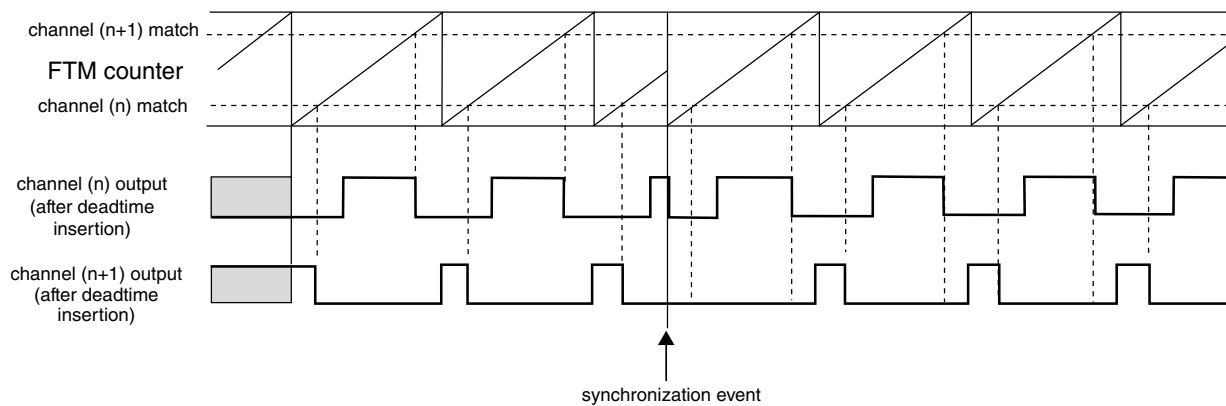 channel (n+1) match
FTM counter
channel (n) match
channel (n) output
(after deadtime
insertion)
channel (n+1) output
(after deadtime
insertion)
synchronization event